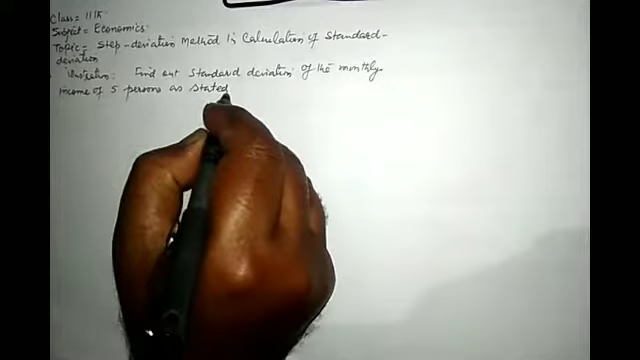 Class = 11th
Subject = Economics
Topic = Step-deviation Method in Calculation of Standard-
deviation
Illustration: Find out standard deviation of the monthly
income of 5 persons as stated